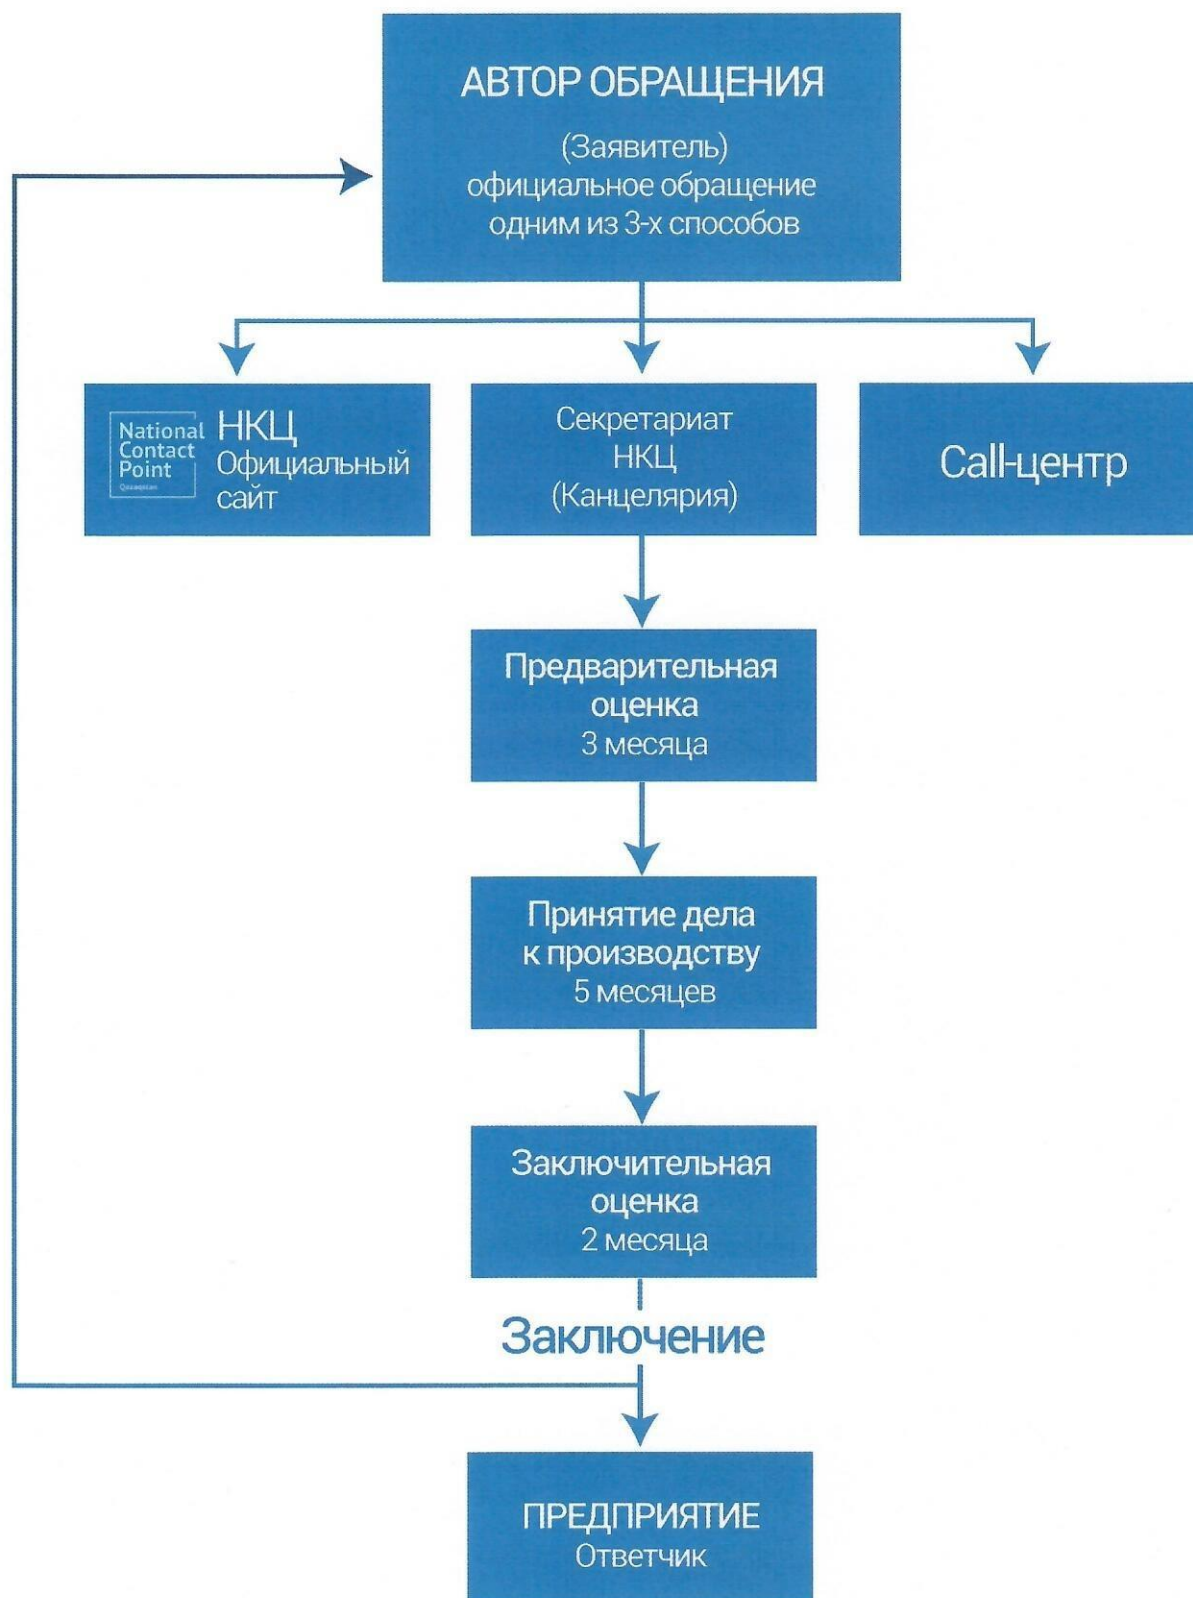 АВТОР ОБРАЩЕНИЯ
(Заявитель)
официальное обращение
одним из 3-х способов
National
Contact
Point
НКЦ
Официальный
сайт
Секретариат
НКЦ
(Канцелярия)
Call-центр
Предварительная
оценка
3 месяца
Принятие дела
к производству
5 месяцев
Заключительная
оценка
2 месяца
Заключение
ПРЕДПРИЯТИЕ
Ответчик